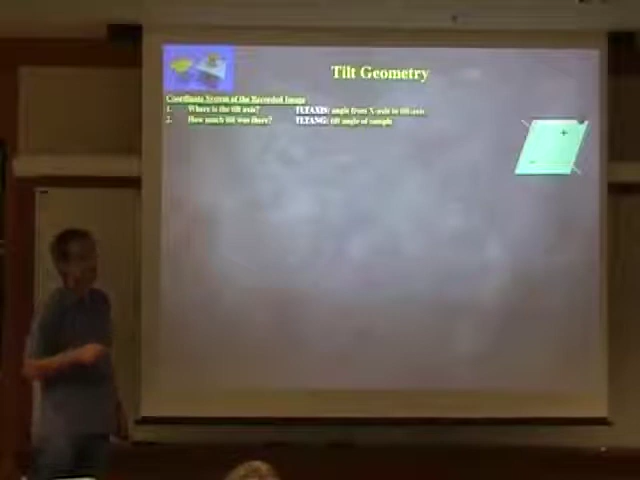 Tilt Geometry
Coordinate System of the Recorded Image
1. Where is the tilt axis? TLTAXIS: angle from X-axis to tilt axis
2. How much tilt was there? TLTANG: tilt angle of sample
+
-